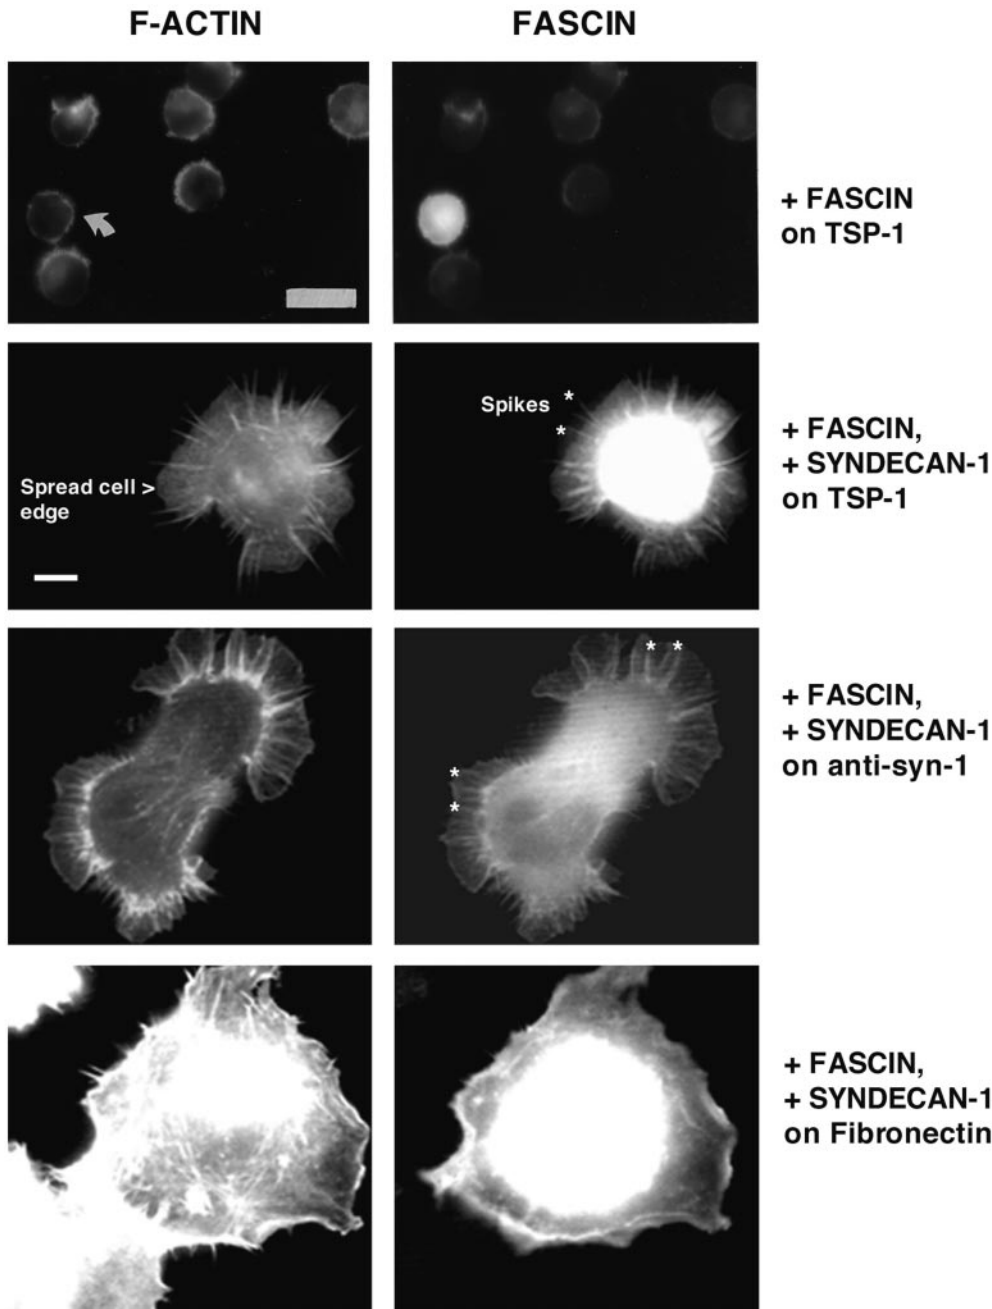 F-ACTIN
FASCIN
+ FASCIN
on TSP-1
Spread cell >
edge
Spikes *
*
+ FASCIN,
+ SYNDECAN-1
on TSP-1
* *
*
*
+ FASCIN,
+ SYNDECAN-1
on anti-syn-1
+ FASCIN,
+ SYNDECAN-1
on Fibronectin